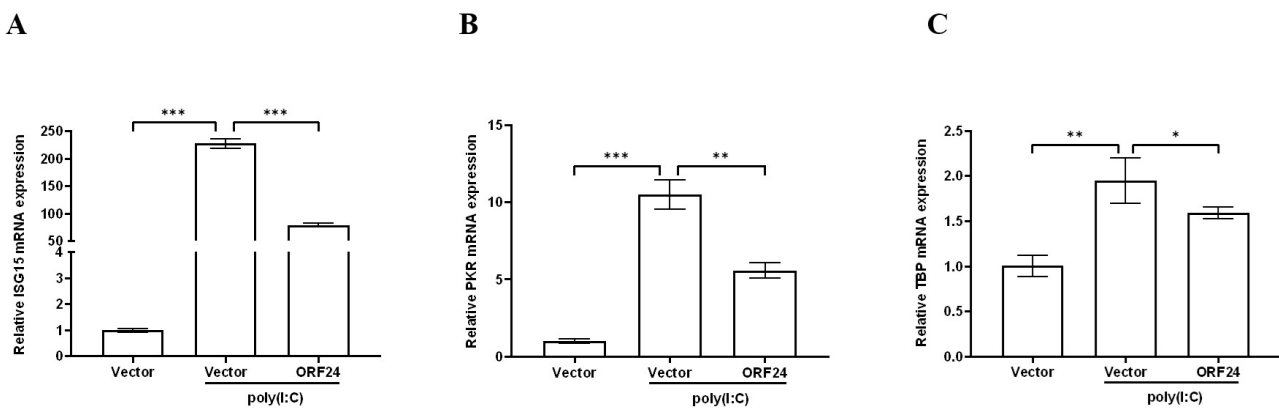 A
Relative ISG15 mRNA expression
250
200
150
100
50
4
3
2
1
0
***
***
Vector
Vector
ORF24
poly(I:C)
B
Relative PKR mRNA expression
15
10
5
0
***
**
Vector
Vector
ORF24
poly(I:C)
C
Relative TBP mRNA expression
2.5
2.0
1.5
1.0
0.5
0.0
**
*
Vector
Vector
ORF24
poly(I:C)